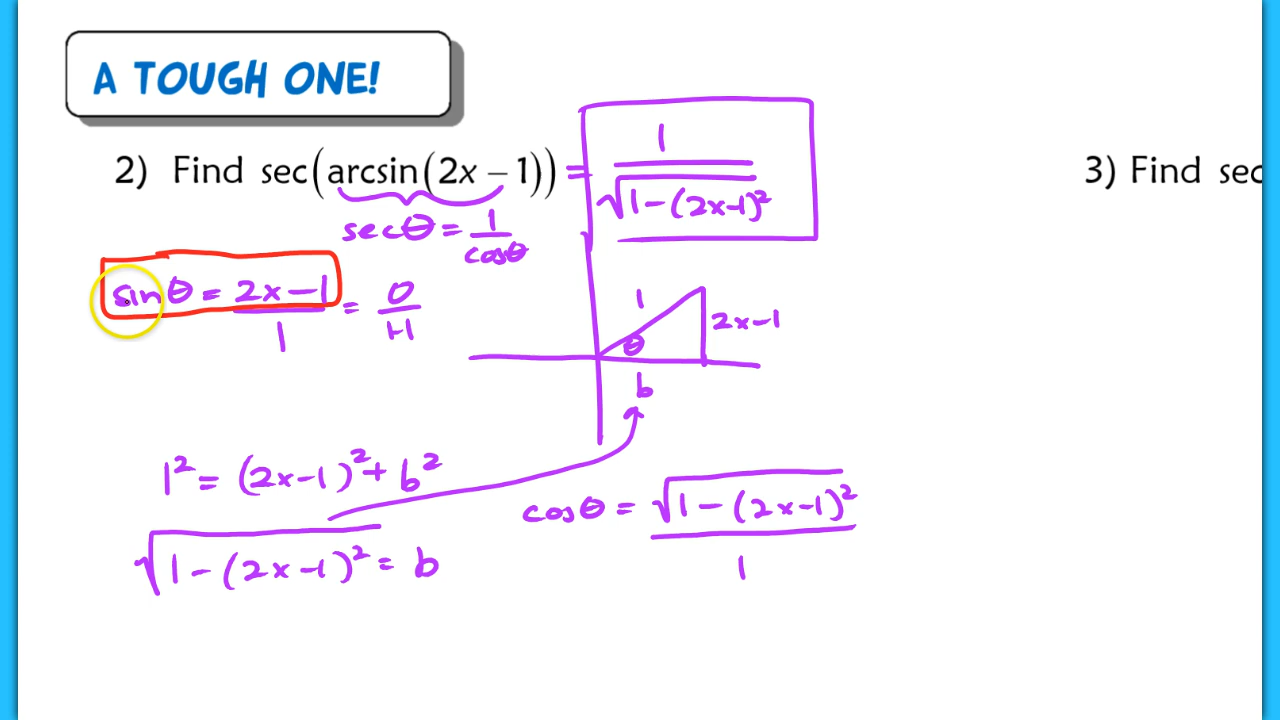 A TOUGH ONE!
2) Find sec(arcsin(2x – 1)) = 1/√(1-(2x-1)²)
3) Find sec
secθ = 1/cosθ
sinθ = 2x-1/1 = O/H
1
2x-1
θ
b
1² = (2x-1)² + b²
√(1-(2x-1)²) = b
cosθ = √(1-(2x-1)²)/1